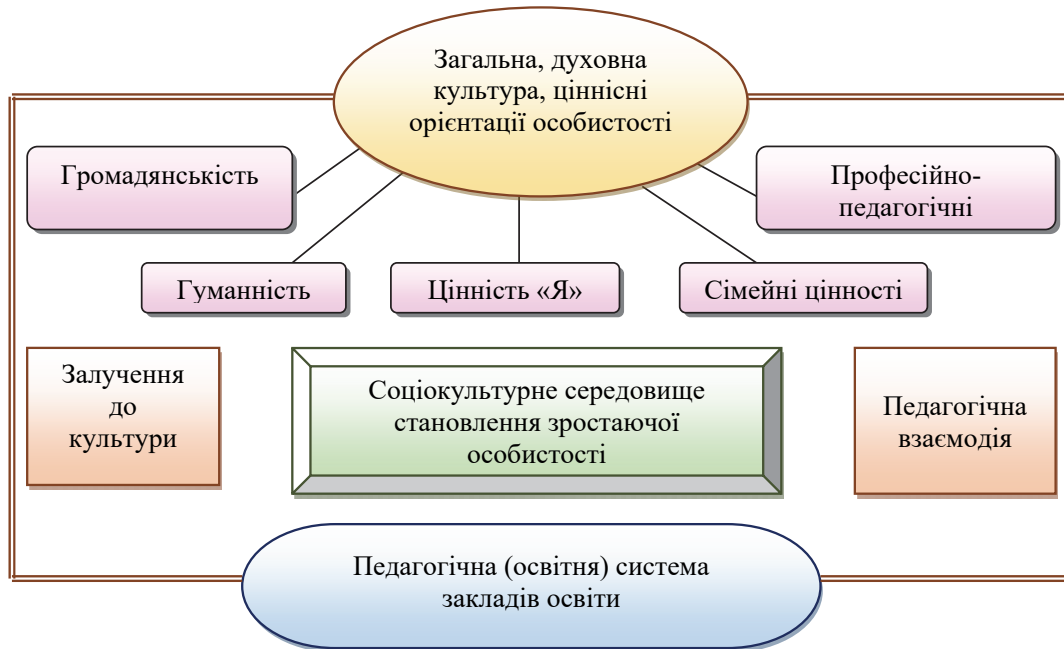 Загальна, духовна
культура, ціннісні
орієнтації особистості
Громадянськість
Професійно-
педагогічні
Гуманність
Цінність «Я»
Сімейні цінності
Залучення
до
культури
Соціокультурне середовище
становлення зростаючої
особистості
Педагогічна
взаємодія
Педагогічна (освітня) система
закладів освіти